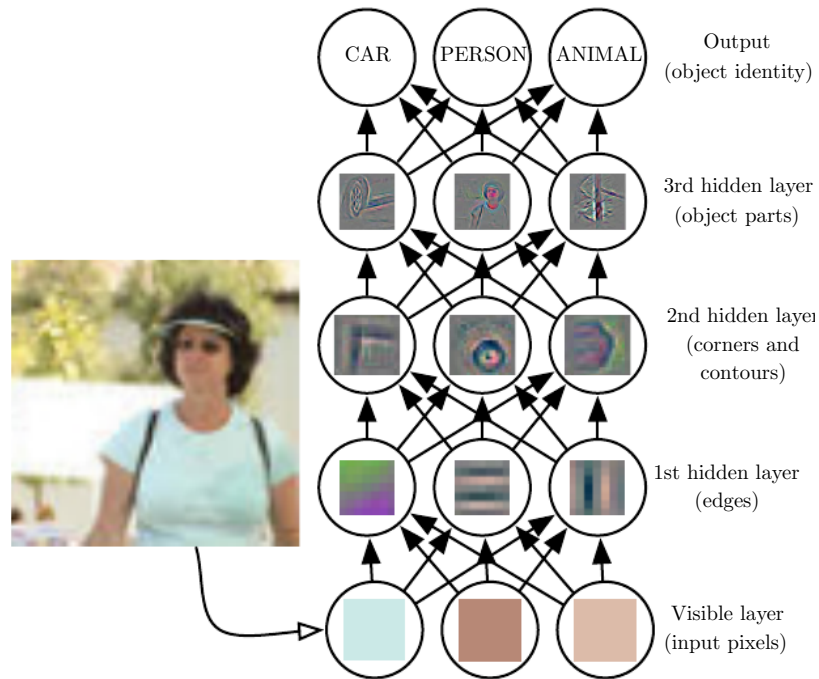 CAR
PERSON
ANIMAL
Output
(object identity)
3rd hidden layer
(object parts)
2nd hidden layer
(corners and
contours)
1st hidden layer
(edges)
Visible layer
(input pixels)